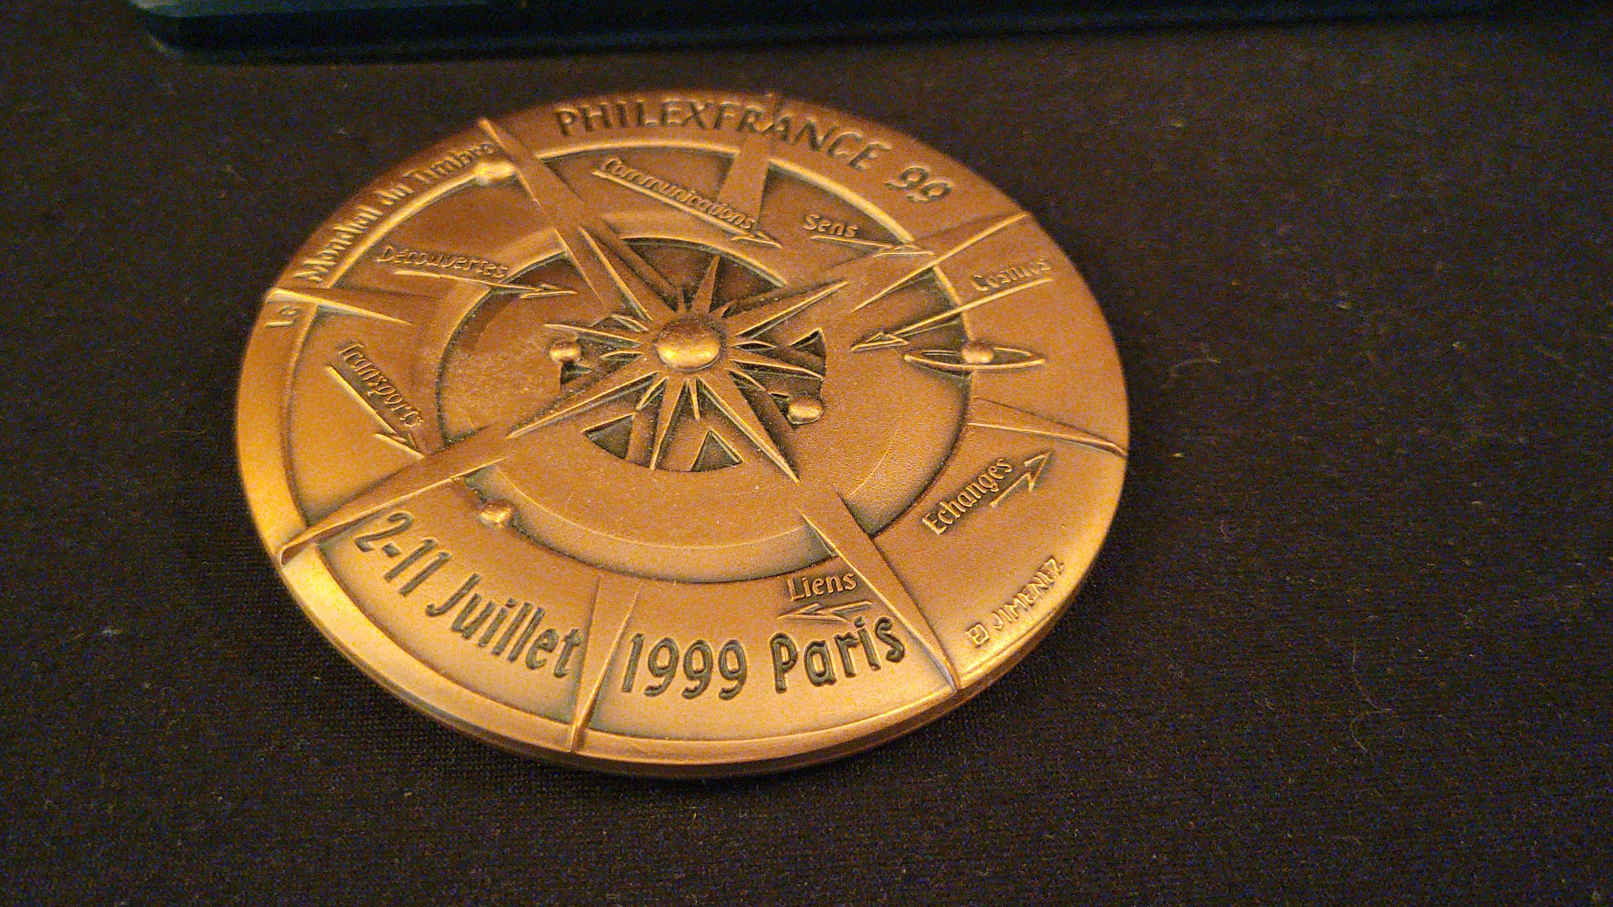 PHILEXFRANCE 99
Le Mondial du Timbre
Communications
Sens
Découvertes
Cosmos
Transports
Echanges
Liens
2-11 Juillet
1999 Paris
JIMENEZ